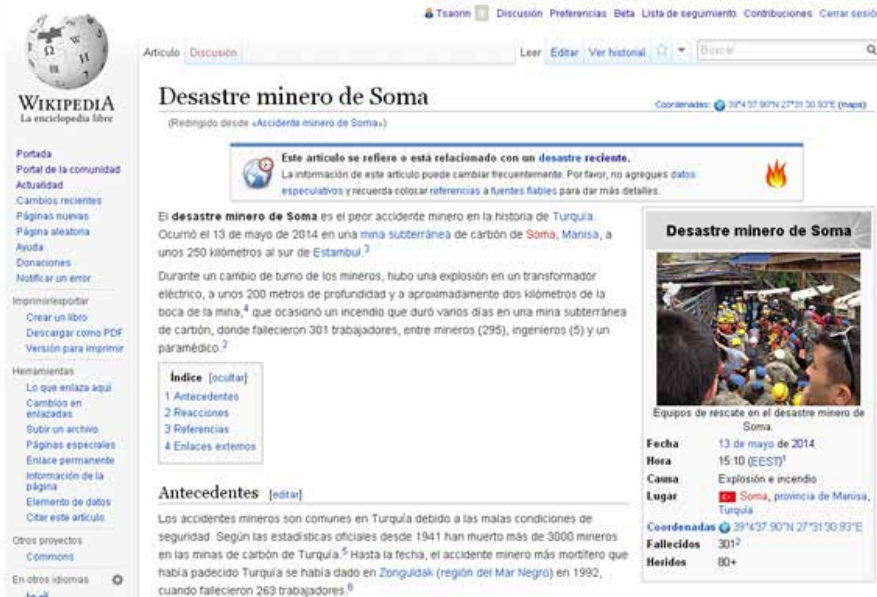 Tsaorin Discusión Preferencias Beta Lista de seguimiento Contribuciones Cerrar sesió
Artículo Discusión Leer Editar Ver historial Buscar
WIKIPEDIA
La enciclopedia libre
Portada
Portal de la comunidad
Actualidad
Cambios recientes
Páginas nuevas
Página aleatoria
Ayuda
Donaciones
Notificar un error
Imprimir/exportar
Crear un libro
Descargar como PDF
Versión para imprimir
Herramientas
Lo que enlaza aquí
Cambios en
enlazadas
Subir un archivo
Páginas especiales
Enlace permanente
Información de la
página
Elemento de datos
Citar este artículo
Otros proyectos
Commons
En otros idiomas
Desastre minero de Soma
Coordenadas: 39°4′37.90″N 27°31′30.93″E (mapa)
(Redirigido desde «Accidente minero de Soma»)
Este artículo se refiere o está relacionado con un desastre reciente.
La información de este artículo puede cambiar frecuentemente. Por favor, no agregues datos
especulativos y recuerda colocar referencias a fuentes fiables para dar más detalles.
El desastre minero de Soma es el peor accidente minero en la historia de Turquía.
Ocurrió el 13 de mayo de 2014 en una mina subterránea de carbón de Soma, Manisa, a
unos 250 kilómetros al sur de Estambul.3
Durante un cambio de turno de los mineros, hubo una explosión en un transformador
eléctrico, a unos 200 metros de profundidad y a aproximadamente dos kilómetros de la
boca de la mina,4 que ocasionó un incendio que duró varios días en una mina subterránea
de carbón, donde fallecieron 301 trabajadores, entre mineros (295), ingenieros (5) y un
paramédico.2
Índice [ocultar]
1 Antecedentes
2 Reacciones
3 Referencias
4 Enlaces externos
Antecedentes [editar]
Los accidentes mineros son comunes en Turquía debido a las malas condiciones de
seguridad. Según las estadísticas oficiales desde 1941 han muerto más de 3000 mineros
en las minas de carbón de Turquía.5 Hasta la fecha, el accidente minero más mortífero que
había padecido Turquía se había dado en Zonguldak (región del Mar Negro) en 1992,
cuando fallecieron 263 trabajadores.6
Desastre minero de Soma
Equipos de rescate en el desastre minero de
Soma.
Fecha 13 de mayo de 2014
Hora 15:10 (EEST)1
Causa Explosión e incendio
Lugar Soma, provincia de Manisa,
Turquía
Coordenadas 39°4′37.90″N 27°31′30.93″E
Fallecidos 3012
Heridos 80+